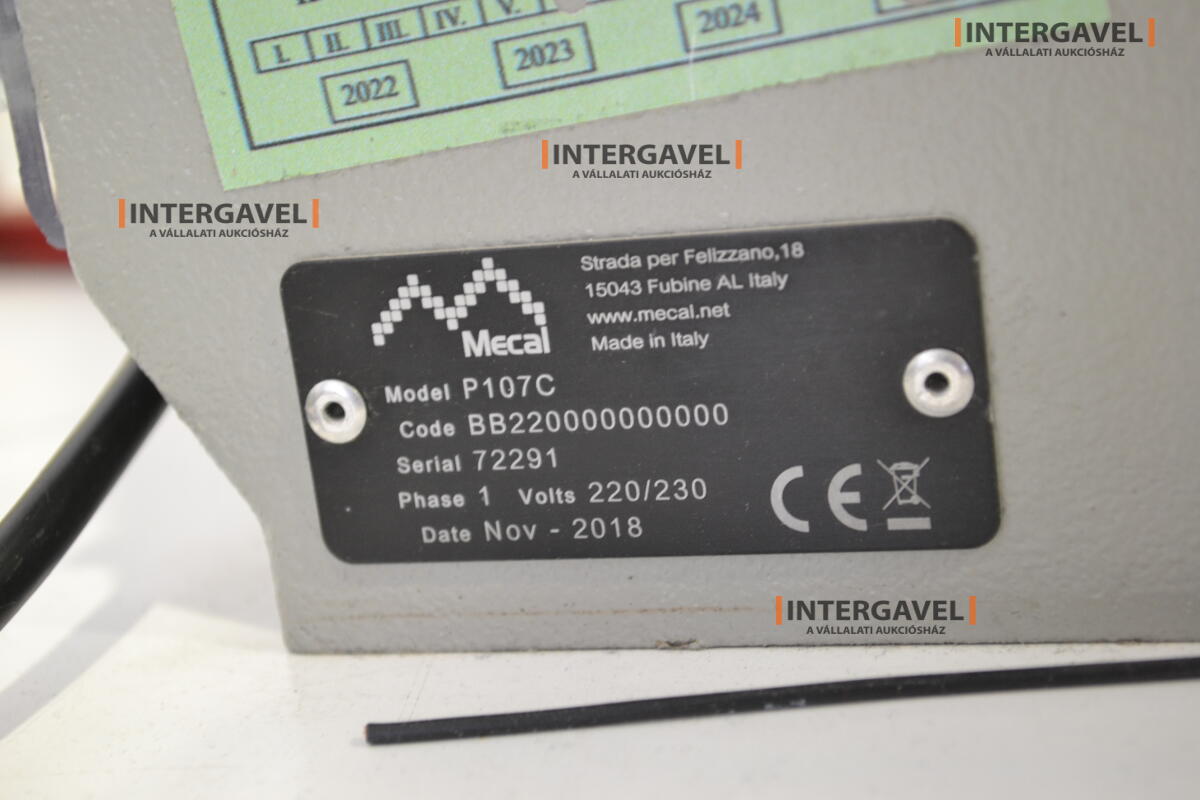 I. II. III. IV. V.
2022 2023 2024
INTERGAVEL
A VÁLLALATI AUKCIÓSHÁZ
INTERGAVEL
A VÁLLALATI AUKCIÓSHÁZ
INTERGAVEL
A VÁLLALATI AUKCIÓSHÁZ
Mecal
Strada per Felizzano,18
15043 Fubine AL Italy
www.mecal.net
Made in Italy
Model P107C
Code BB220000000000
Serial 72291
Phase 1 Volts 220/230
Date Nov - 2018
CE
INTERGAVEL
A VÁLLALATI AUKCIÓSHÁZ